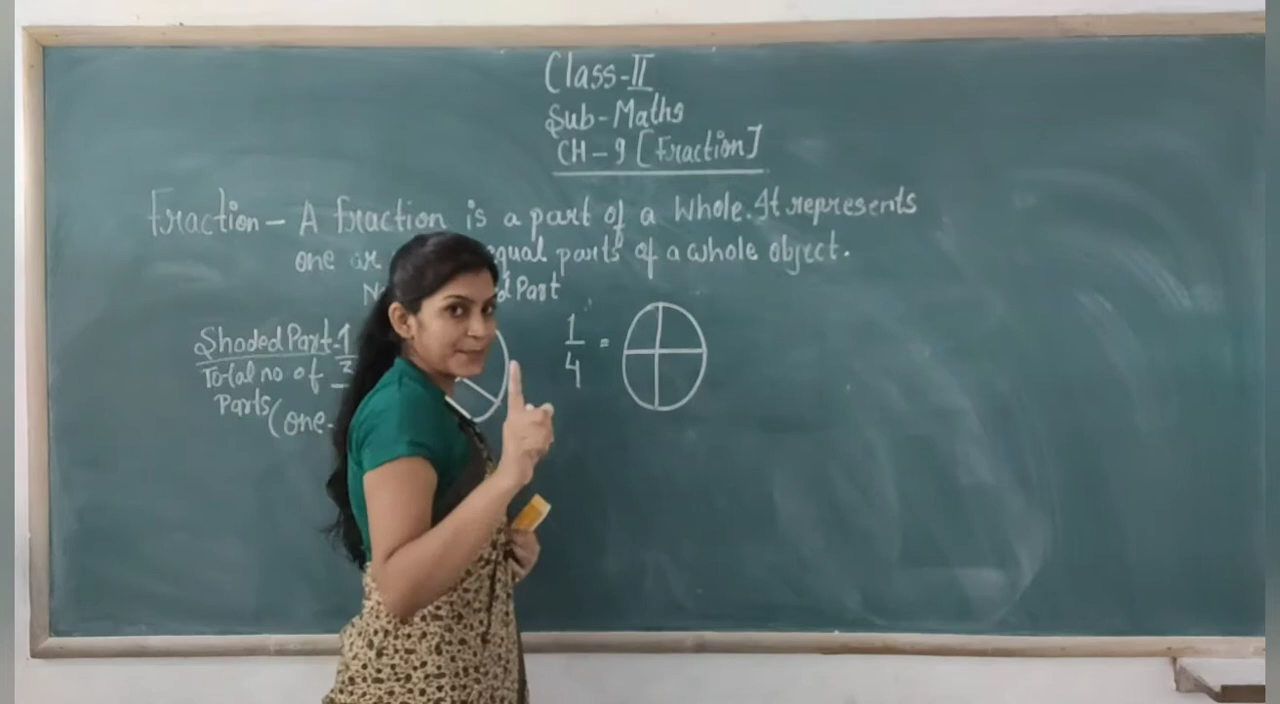 Class-II
Sub-Maths
CH-9 [Fraction]
Fraction- A fraction is a part of a whole. It represents
one or equal parts of a whole object.
Part
Shaded Part-1
Total no of
Parts (one-
1
4 =